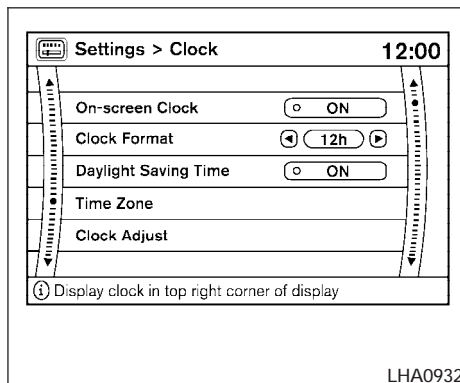 Settings > Clock 12:00
On-screen Clock ON
Clock Format 12h
Daylight Saving Time ON
Time Zone
Clock Adjust
Display clock in top right corner of display
LHA0932